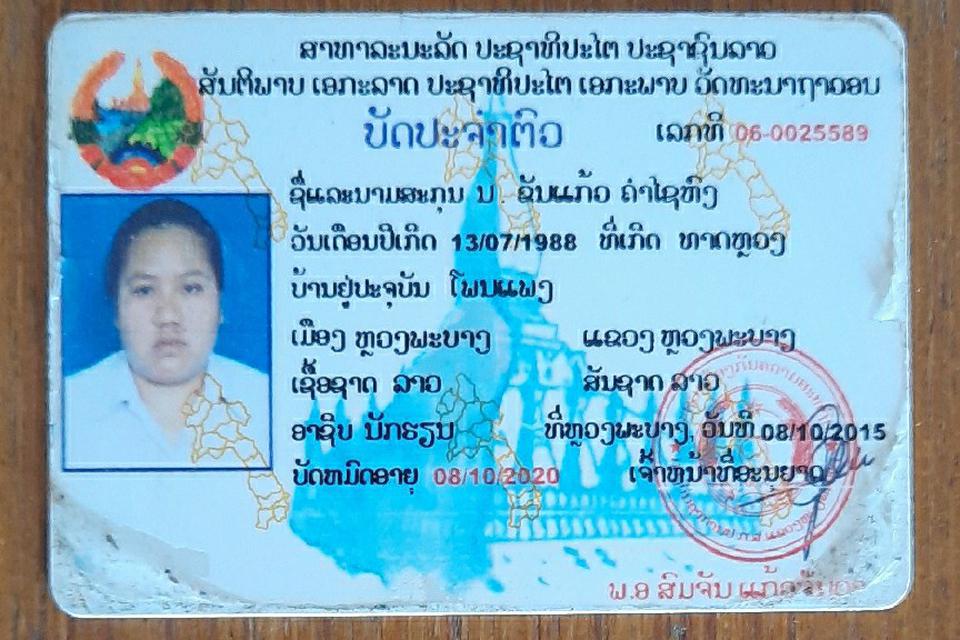 ສາທາລະນະລັດ ປະຊາທິປະໄຕ ປະຊາຊົນລາວ
ສັນຕິພາບ ເອກະລາດ ປະຊາທິປະໄຕ ເອກະພາບ ວັດທະນາຖາວອນ
ບັດປະຈຳຕົວ ເລກທີ 06-0025589
ຊື່ແລະນາມສະກຸນ ນ. ຂັນແກ້ວ ຄຳໄຊທົງ
ວັນເດືອນປີເກີດ 13/07/1988 ທີ່ເກີດ ທາດຫຼວງ
ບ້ານຢູ່ປະຈຸບັນ ໂພນແພງ
ເມືອງ ຫຼວງພະບາງ ແຂວງ ຫຼວງພະບາງ
ເຊື້ອຊາດ ລາວ ສັນຊາດ ລາວ
ອາຊີບ ນັກຮຽນ ທີ່ຫຼວງພະບາງ, ວັນທີ 08/10/2015
ບັດຫມົດອາຍຸ 08/10/2020 ເຈົ້າຫນ້າທີ່ອະນຸຍາດ
ພ.ອ ສົມຈັນ